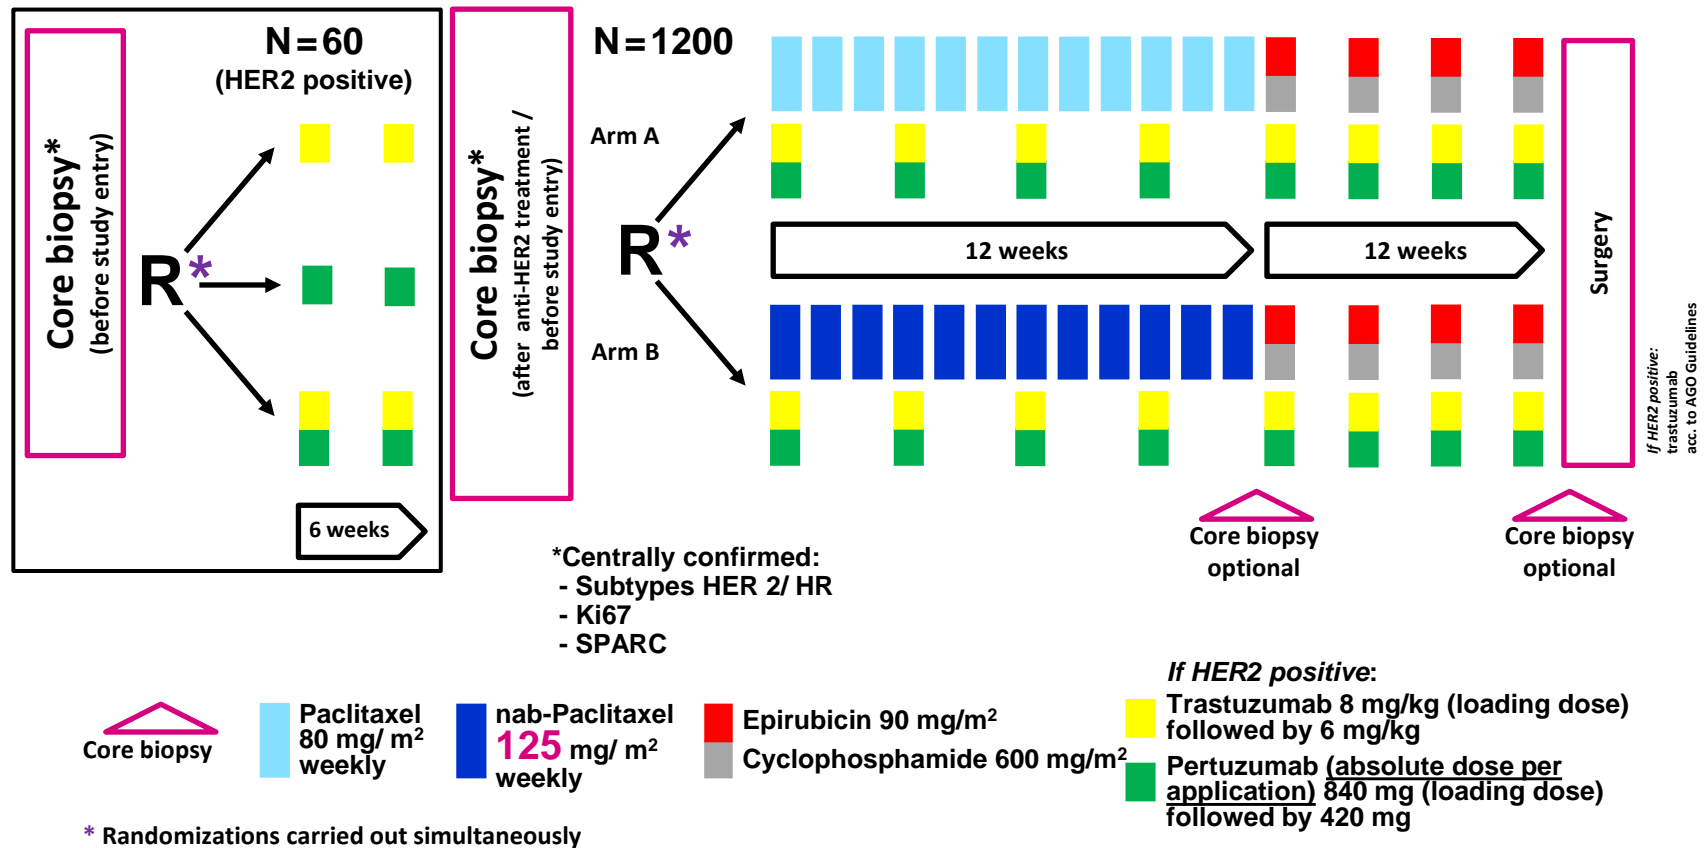 Core biopsy*
(before study entry)
N=60
(HER2 positive)
R*
6 weeks
Core biopsy*
(after anti-HER2 treatment /
before study entry)
N=1200
Arm A
R*
Arm B
12 weeks
12 weeks
Surgery
If HER2 positive:
trastuzumab
acc. to AGO Guidelines
Core biopsy
optional
Core biopsy
optional
*Centrally confirmed:
- Subtypes HER 2/ HR
- Ki67
- SPARC
Core biopsy
Paclitaxel
80 mg/ m²
weekly
nab-Paclitaxel
125 mg/ m²
weekly
Epirubicin 90 mg/m²
Cyclophosphamide 600 mg/m²
If HER2 positive:
Trastuzumab 8 mg/kg (loading dose)
followed by 6 mg/kg
Pertuzumab (absolute dose per
application) 840 mg (loading dose)
followed by 420 mg
* Randomizations carried out simultaneously